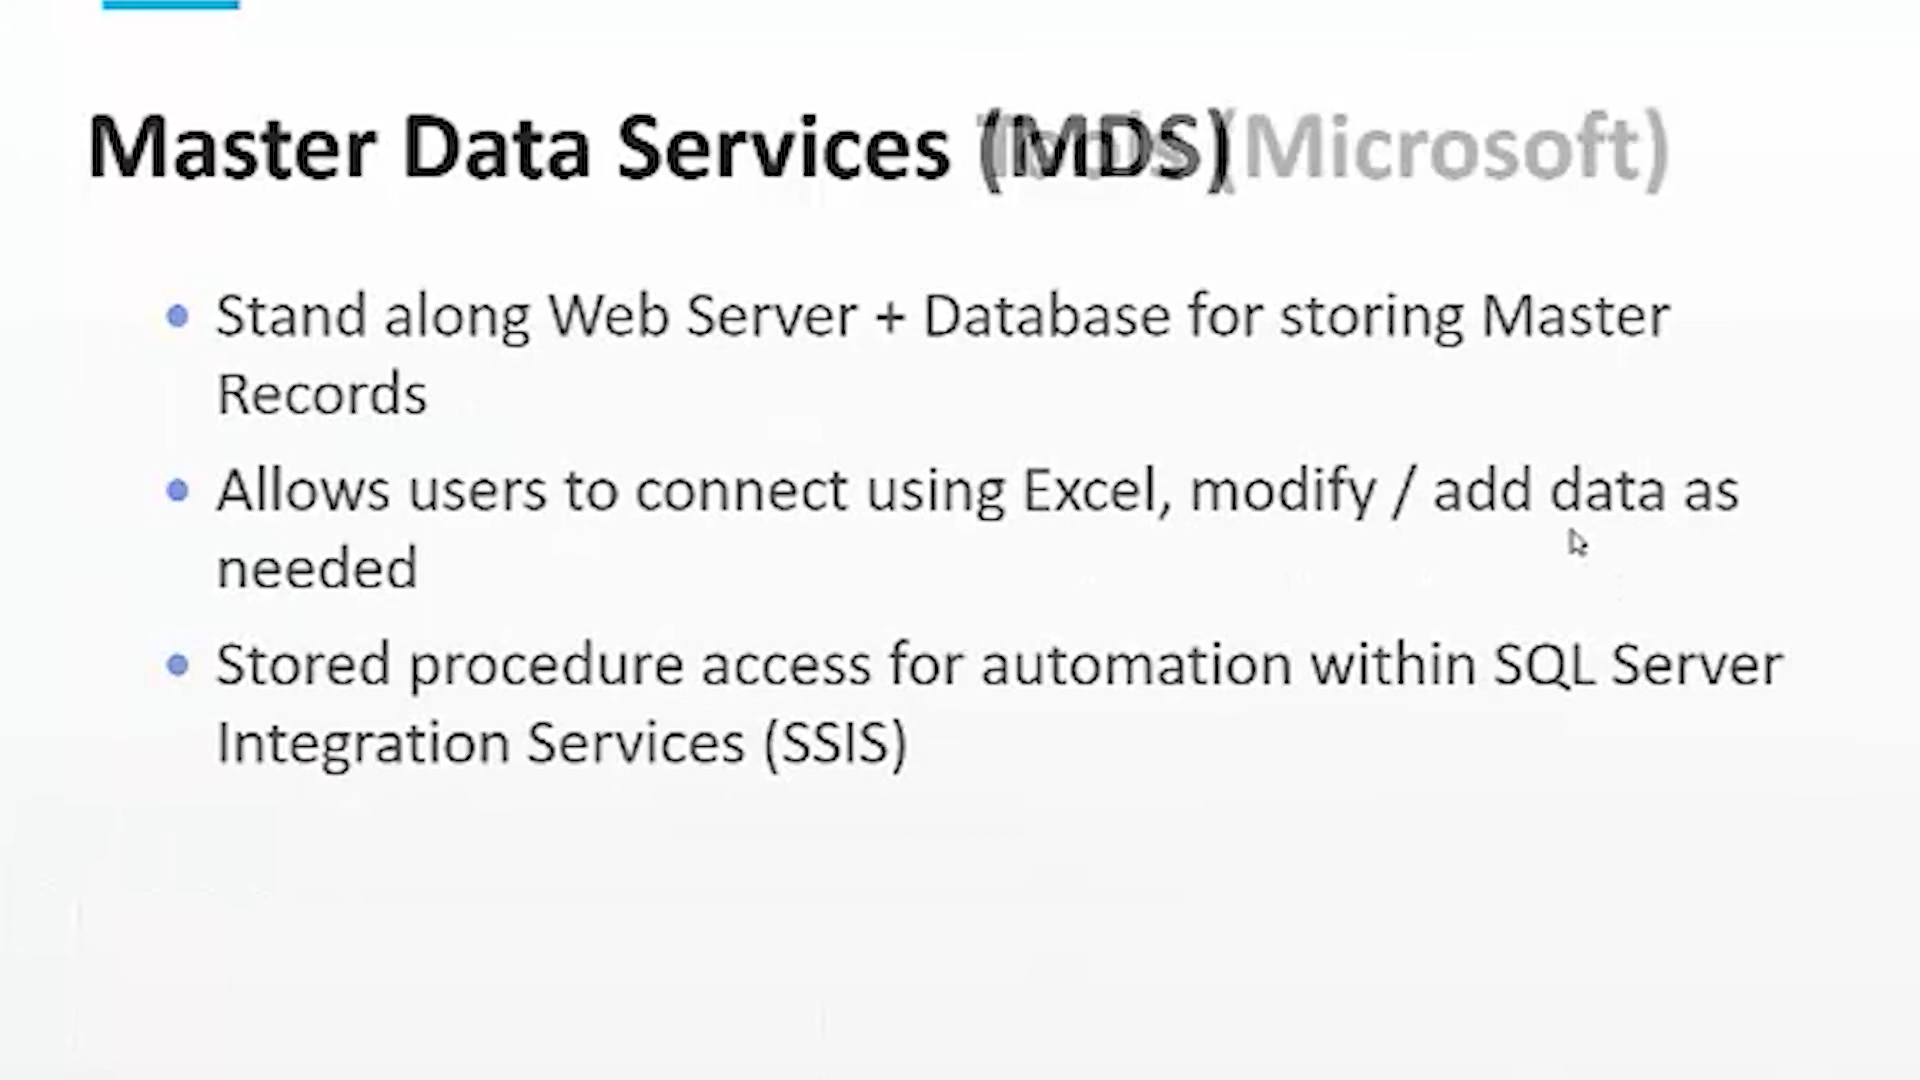 Master Data Services (MDS) (Microsoft)
Stand along Web Server + Database for storing Master
Records
Allows users to connect using Excel, modify / add data as
needed
Stored procedure access for automation within SQL Server
Integration Services (SSIS)